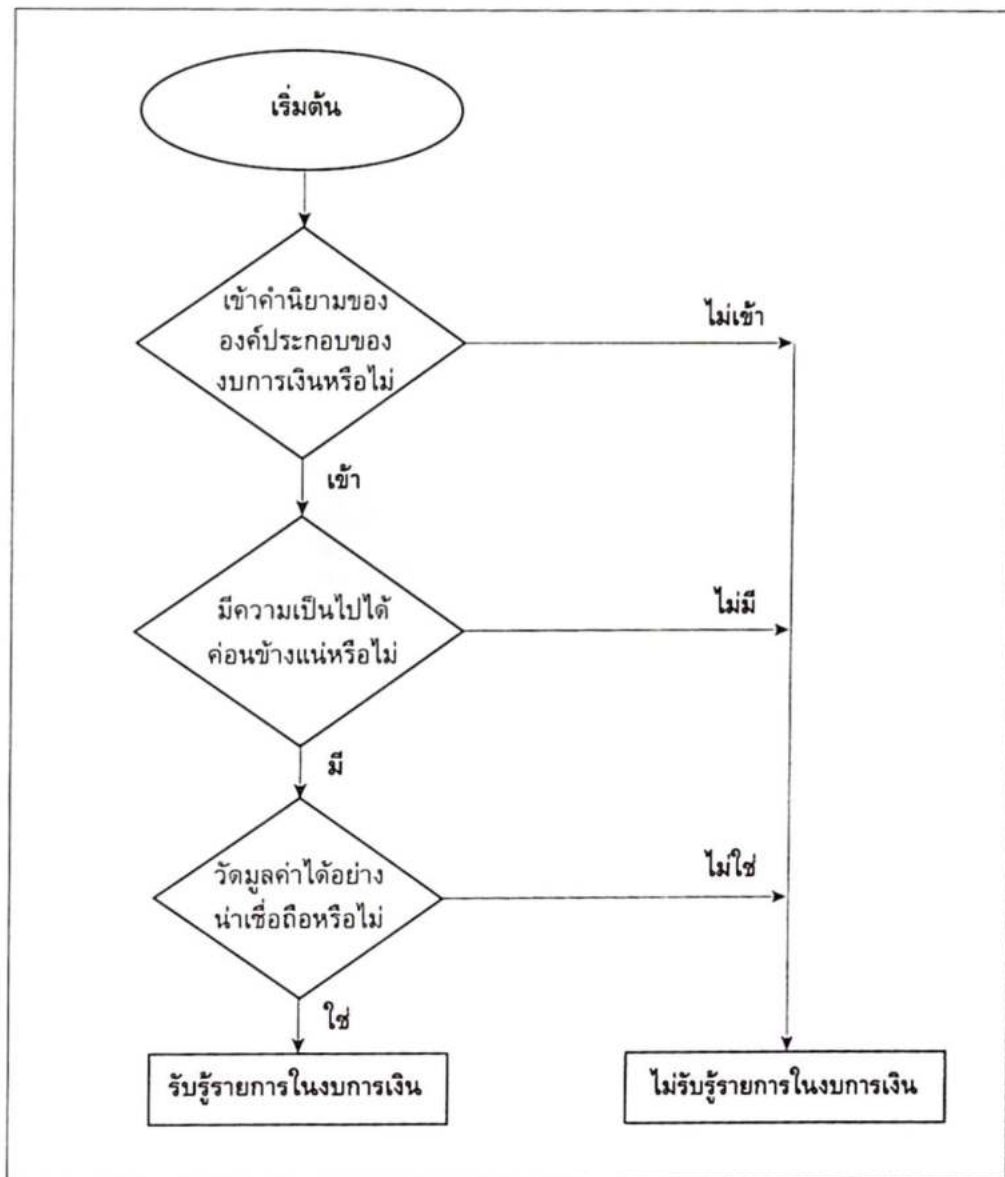 เริ่มต้น
เข้าคำนิยามของ
องค์ประกอบของ
งบการเงินหรือไม่
ไม่เข้า
เข้า
มีความเป็นไปได้
ค่อนข้างแน่หรือไม่
ไม่มี
มี
วัดมูลค่าได้อย่าง
น่าเชื่อถือหรือไม่
ไม่ใช่
ใช่
รับรู้รายการในงบการเงิน
ไม่รับรู้รายการในงบการเงิน